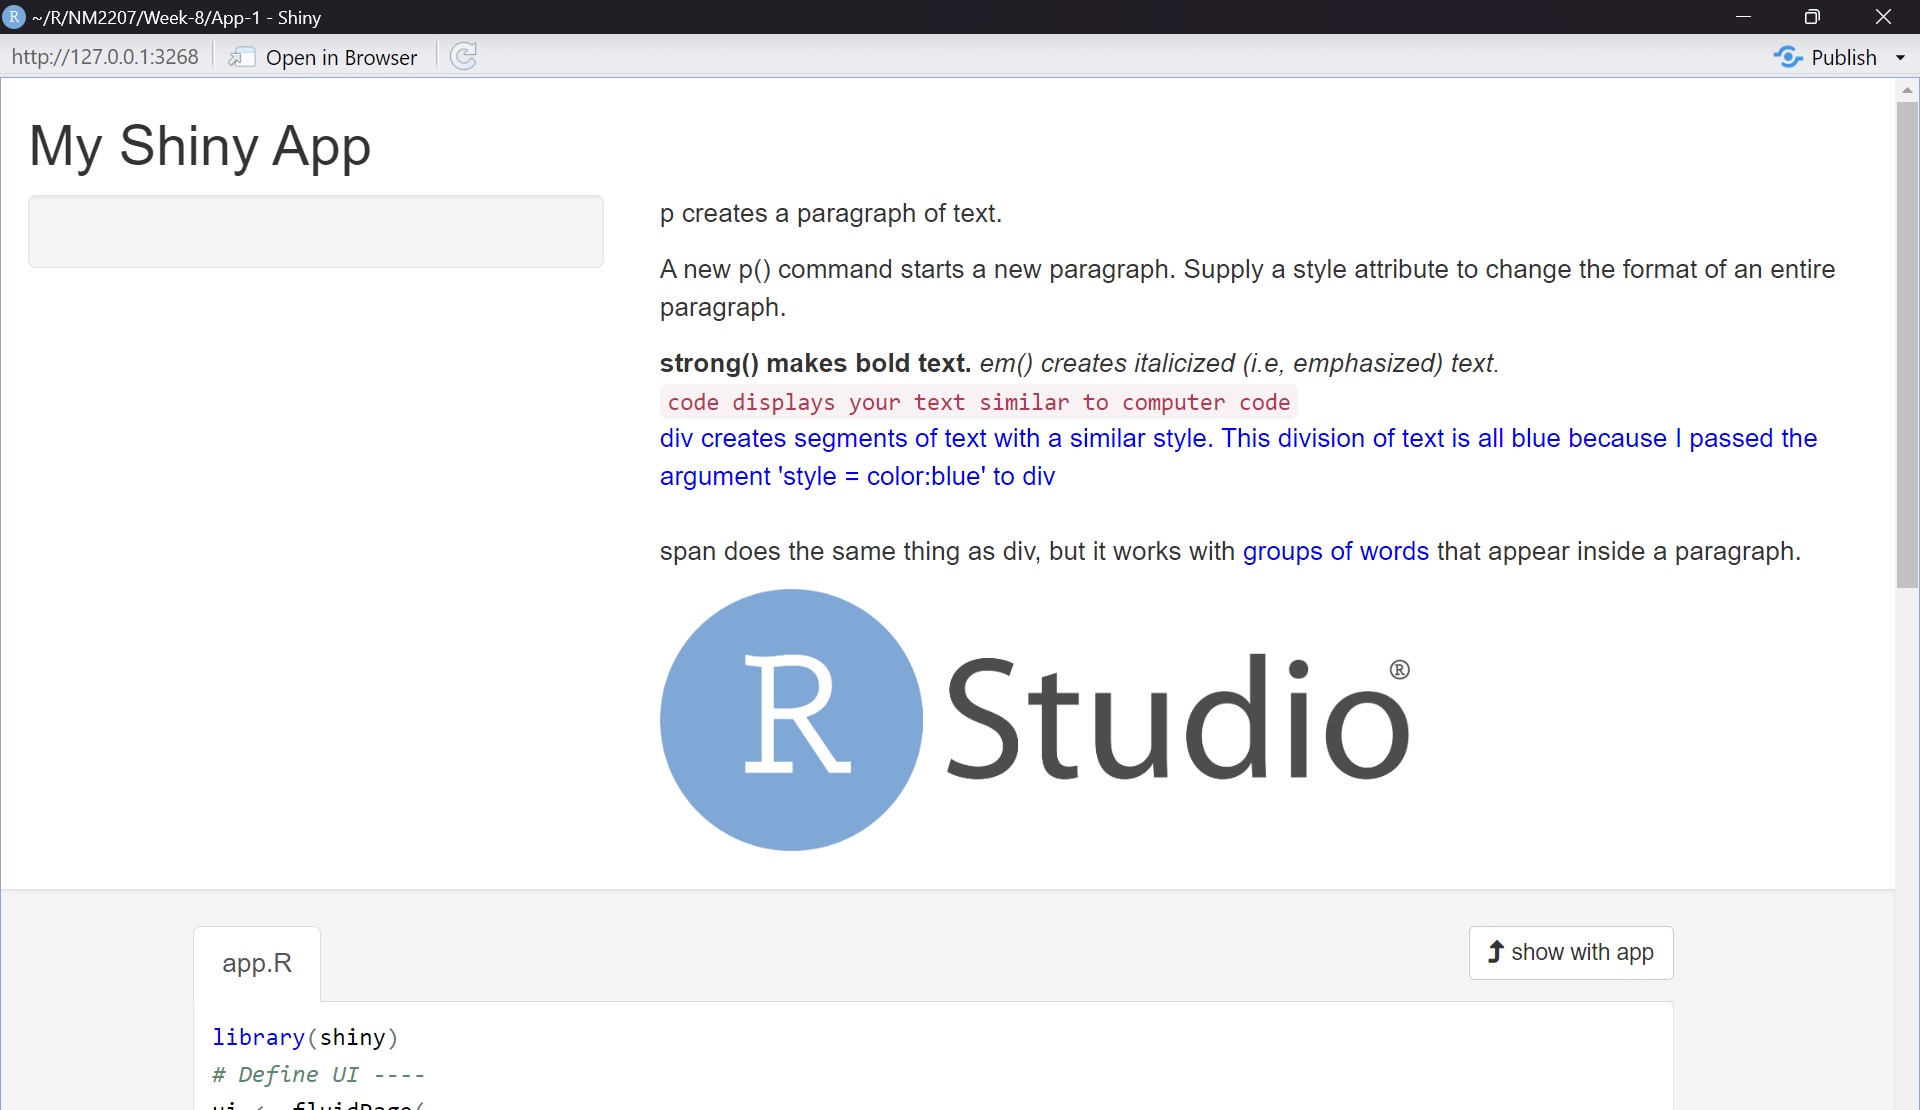 R ~/R/NM2207/Week-8/App-1 - Shiny
http://127.0.0.1:3268 Open in Browser Publish
My Shiny App
p creates a paragraph of text.
A new p() command starts a new paragraph. Supply a style attribute to change the format of an entire
paragraph.
strong() makes bold text. em() creates italicized (i.e, emphasized) text.
code displays your text similar to computer code
div creates segments of text with a similar style. This division of text is all blue because I passed the
argument 'style = color:blue' to div
span does the same thing as div, but it works with groups of words that appear inside a paragraph.
R Studio®
app.R
show with app
library(shiny)
# Define UI ----
ui <- fluidPage(